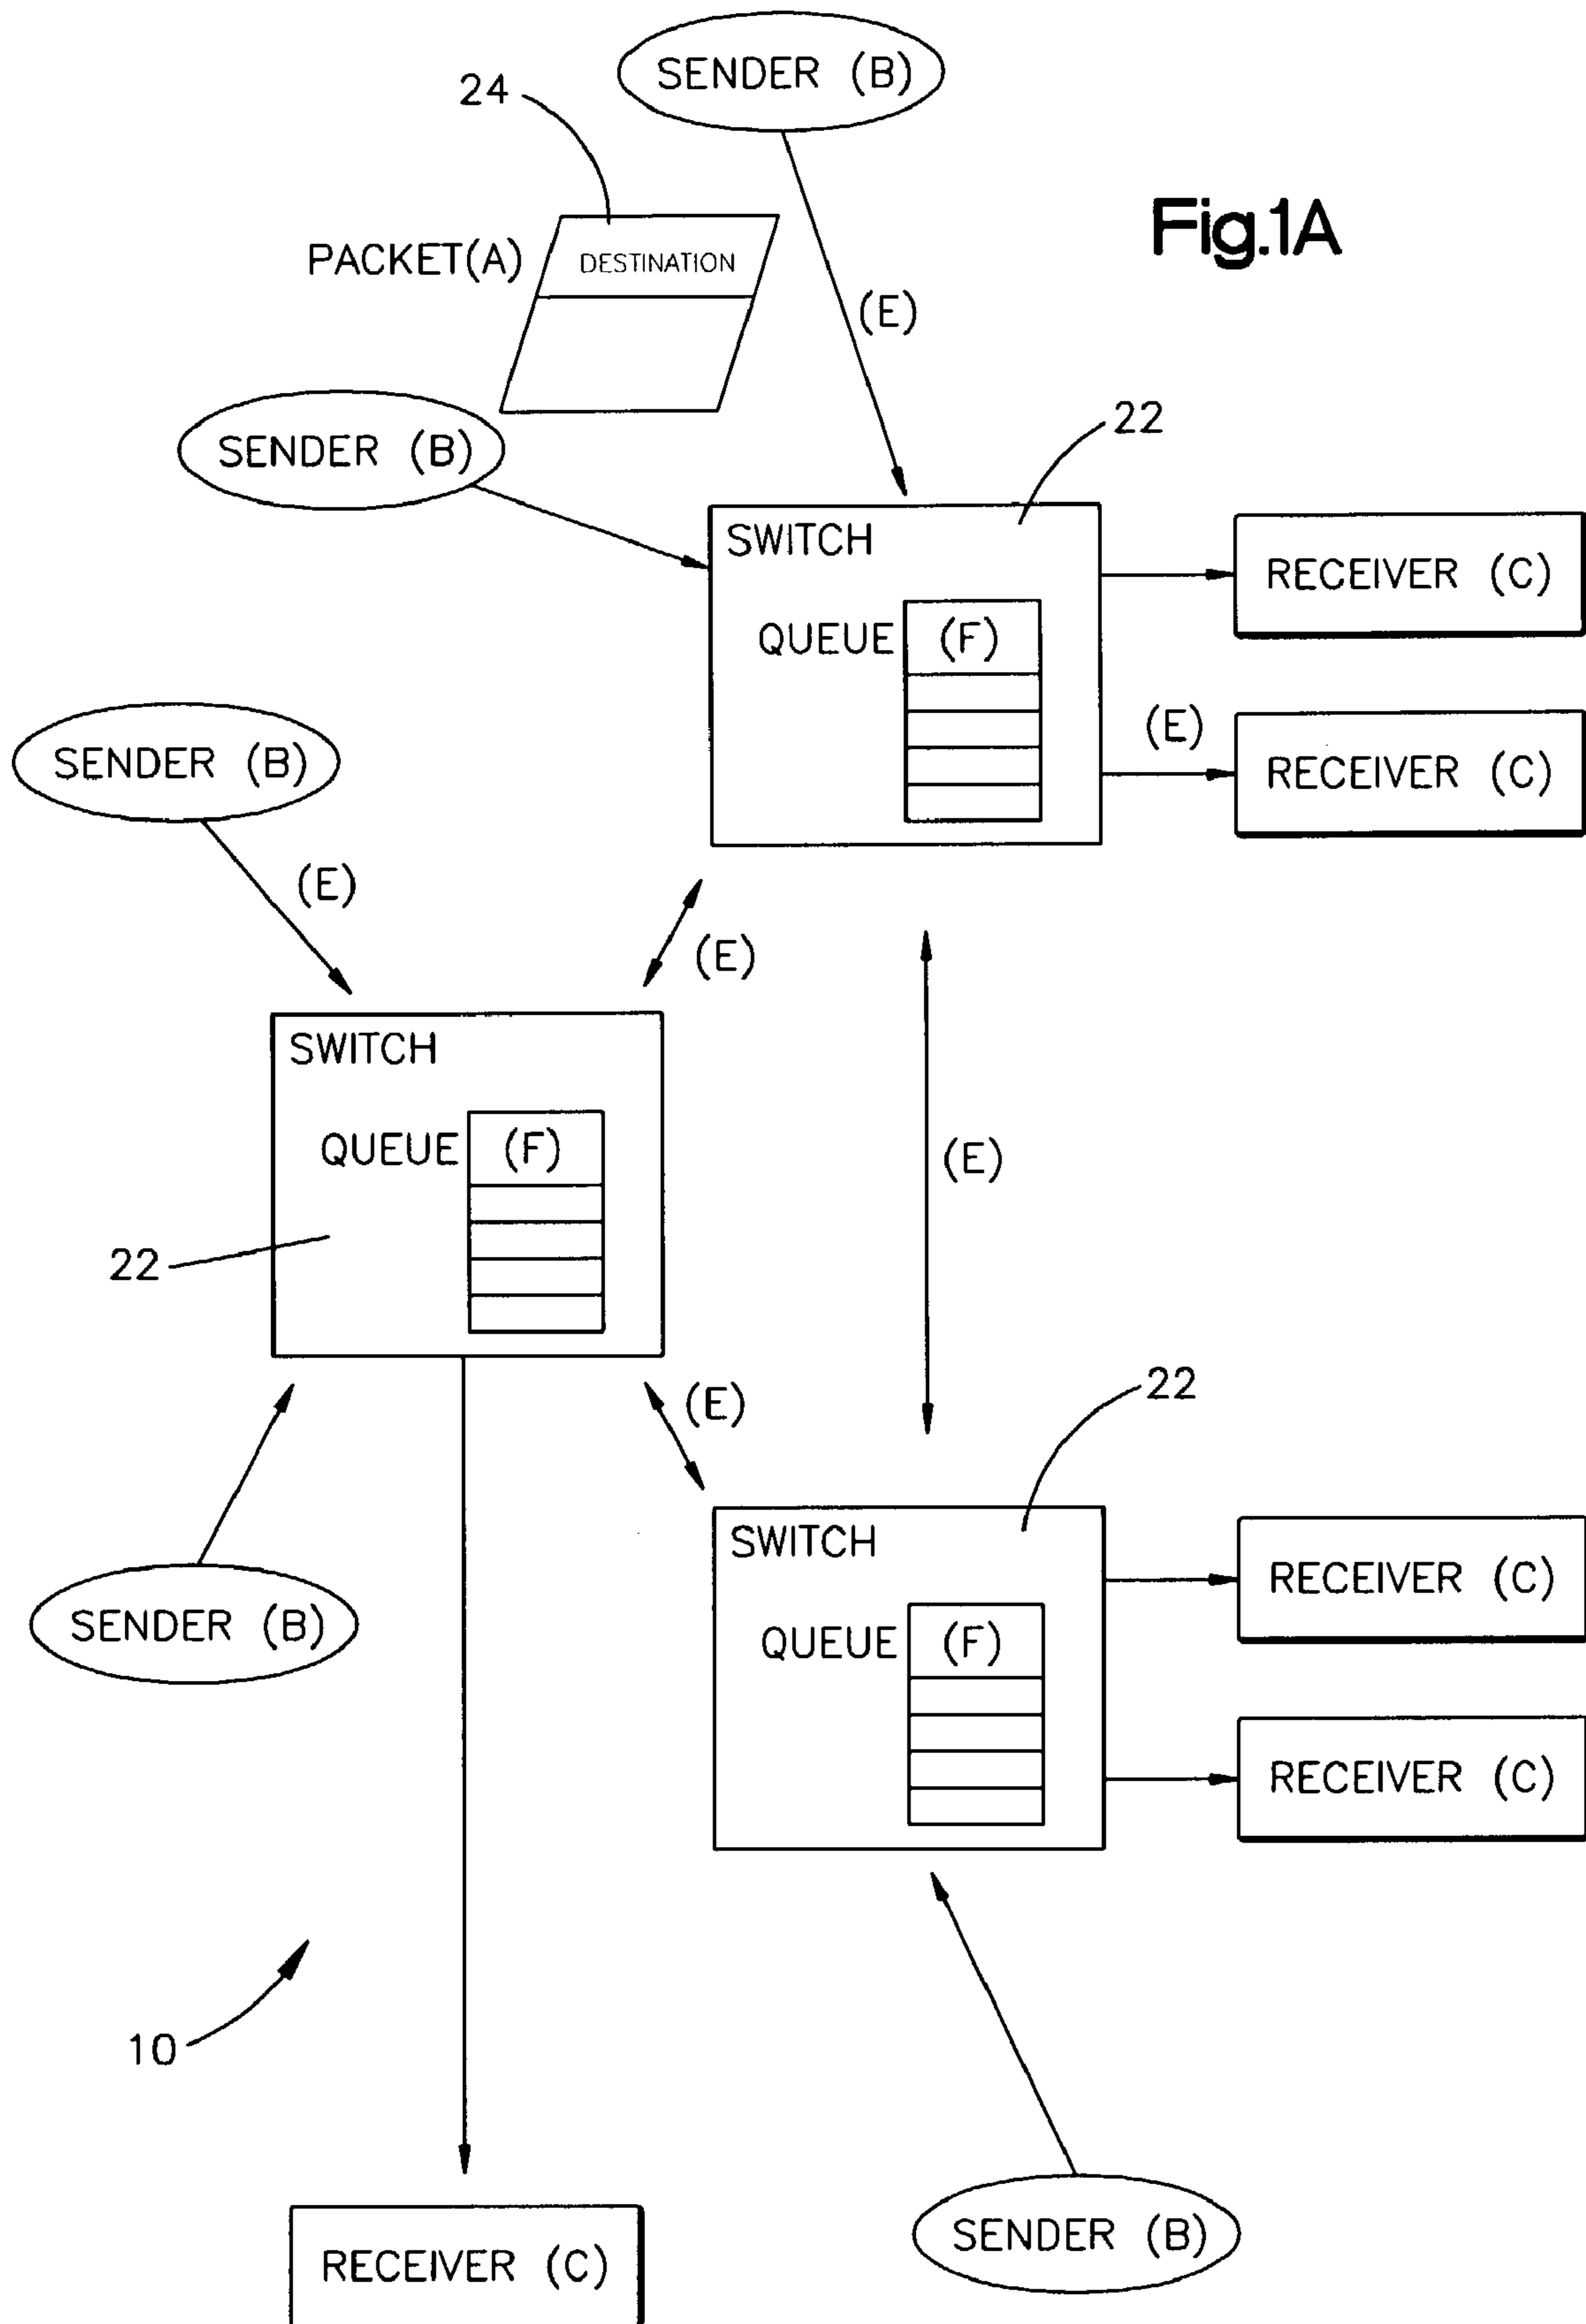 SENDER (B)
24
Fig.1A
PACKET(A)
DESTINATION
(E)
SENDER (B)
22
SWITCH
RECEIVER (C)
QUEUE (F)
(E)
RECEIVER (C)
SENDER (B)
(E)
(E)
SWITCH
QUEUE (F)
(E)
22
(E)
22
SWITCH
RECEIVER (C)
SENDER (B)
QUEUE (F)
RECEIVER (C)
10
SENDER (B)
RECEIVER (C)